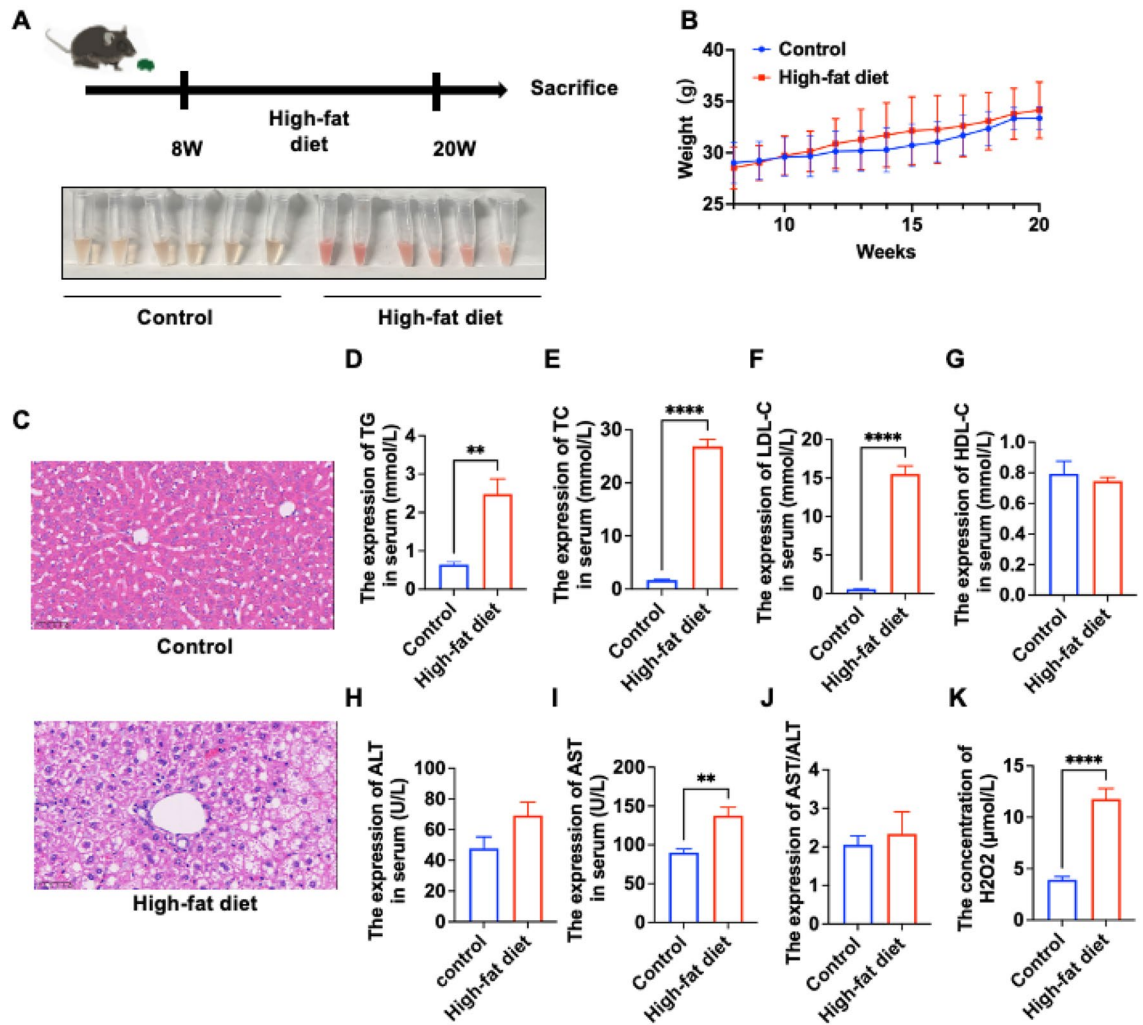 A
8W
High-fat
diet
20W
Sacrifice
Control
High-fat diet
B
Control
High-fat diet
Weight (g)
40
35
30
25
10
15
20
Weeks
C
Control
High-fat diet
D
The expression of TG
in serum (mmol/L)
4
3
2
1
0
**
Control
High-fat diet
E
The expression of TC
in serum (mmol/L)
30
20
10
0
****
Control
High-fat diet
F
The expression of LDL-C
in serum (mmol/L)
20
15
10
5
0
****
Control
High-fat diet
G
The expression of HDL-C
in serum (mmol/L)
1.0
0.8
0.6
0.4
0.2
0.0
Control
High-fat diet
H
The expression of ALT
in serum (U/L)
100
80
60
40
20
0
control
High-fat diet
I
The expression of AST
in serum (U/L)
200
150
100
50
0
**
Control
High-fat diet
J
The expression of AST/ALT
4
3
2
1
0
Control
High-fat diet
K
The concentration of
H2O2 (μmol/L)
15
10
5
0
****
Control
High-fat diet